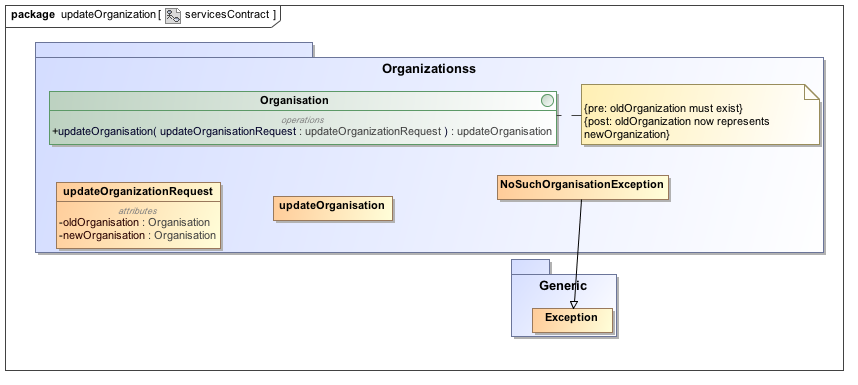 package updateOrganization [ servicesContract ]
Organizationss
Organisation
operations
+updateOrganisation( updateOrganisationRequest : updateOrganizationRequest ) : updateOrganisation
{pre: oldOrganization must exist}
{post: oldOrganization now represents
newOrganization}
updateOrganizationRequest
attributes
-oldOrganisation : Organisation
-newOrganisation : Organisation
updateOrganisation
NoSuchOrganisationException
Generic
Exception